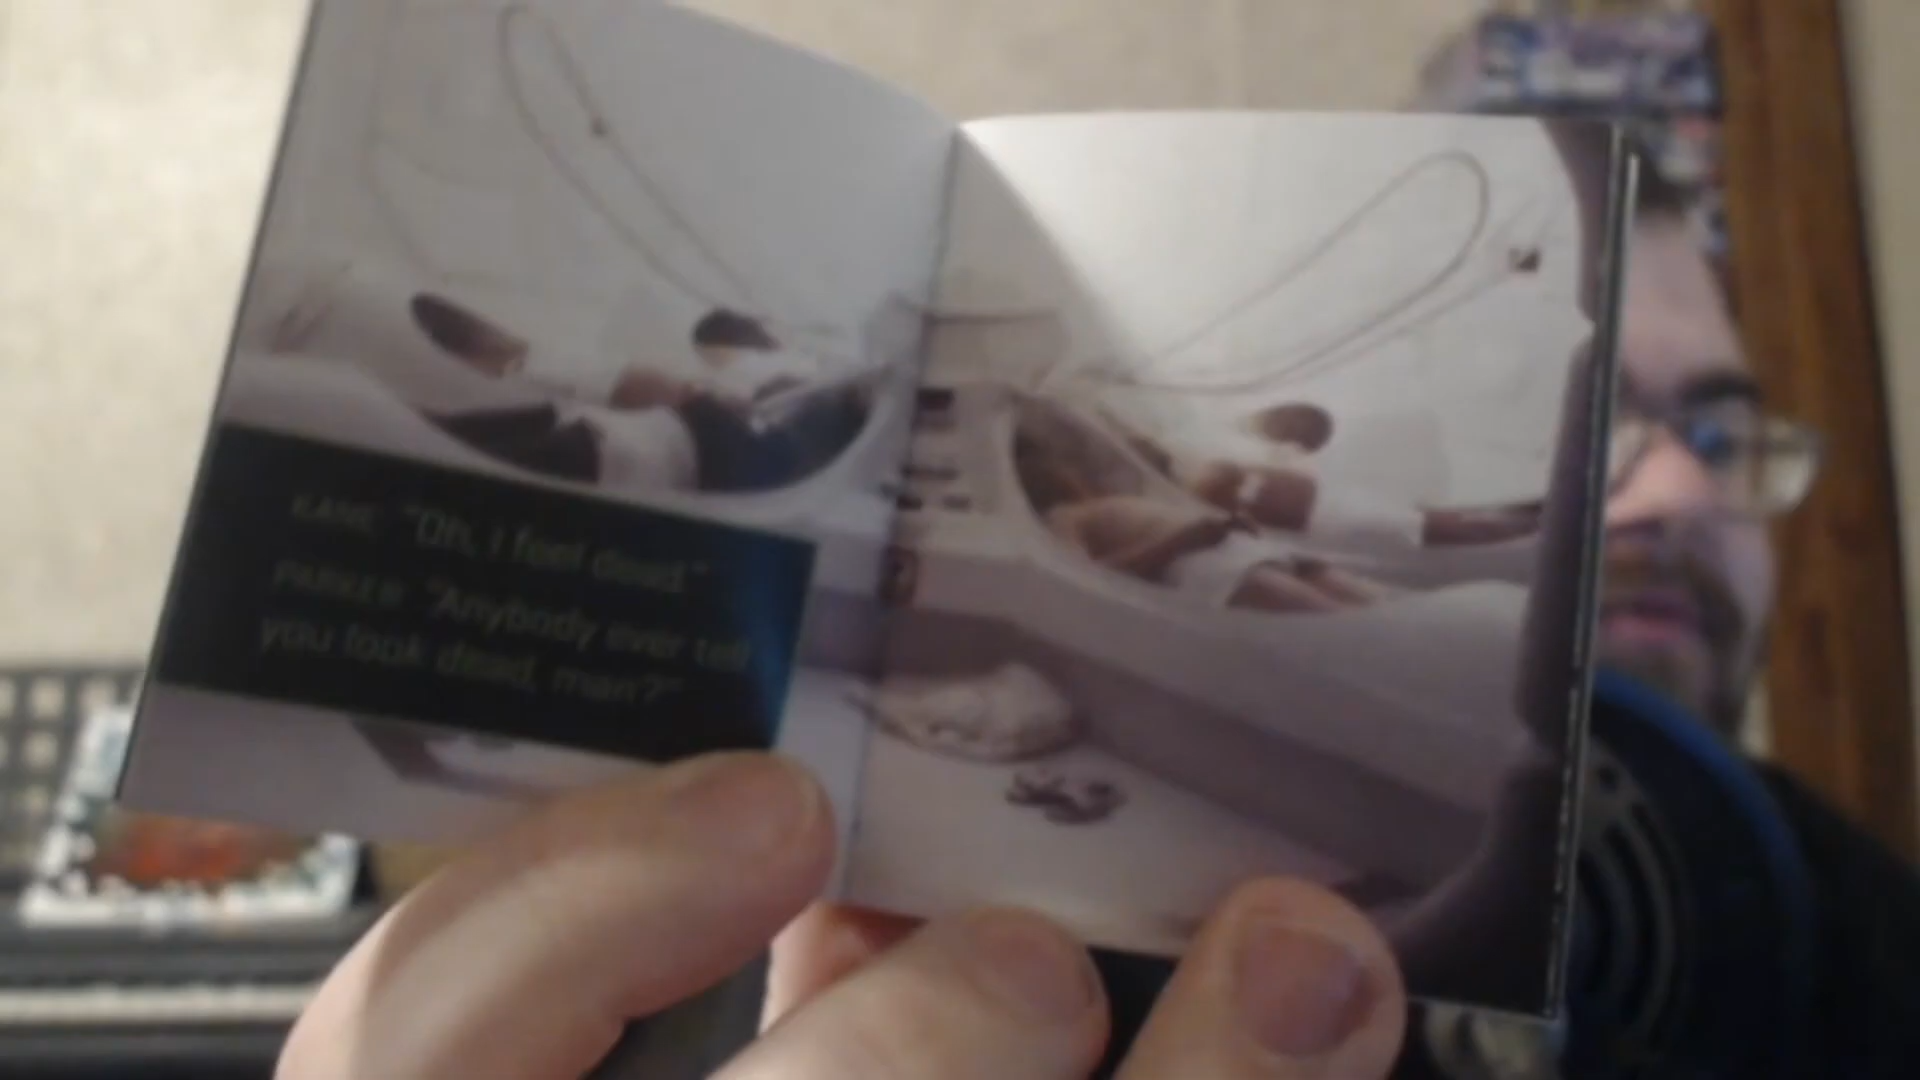 KANE "Oh, I feel dead."
PARKER "Anybody ever tell
you look dead, man?"